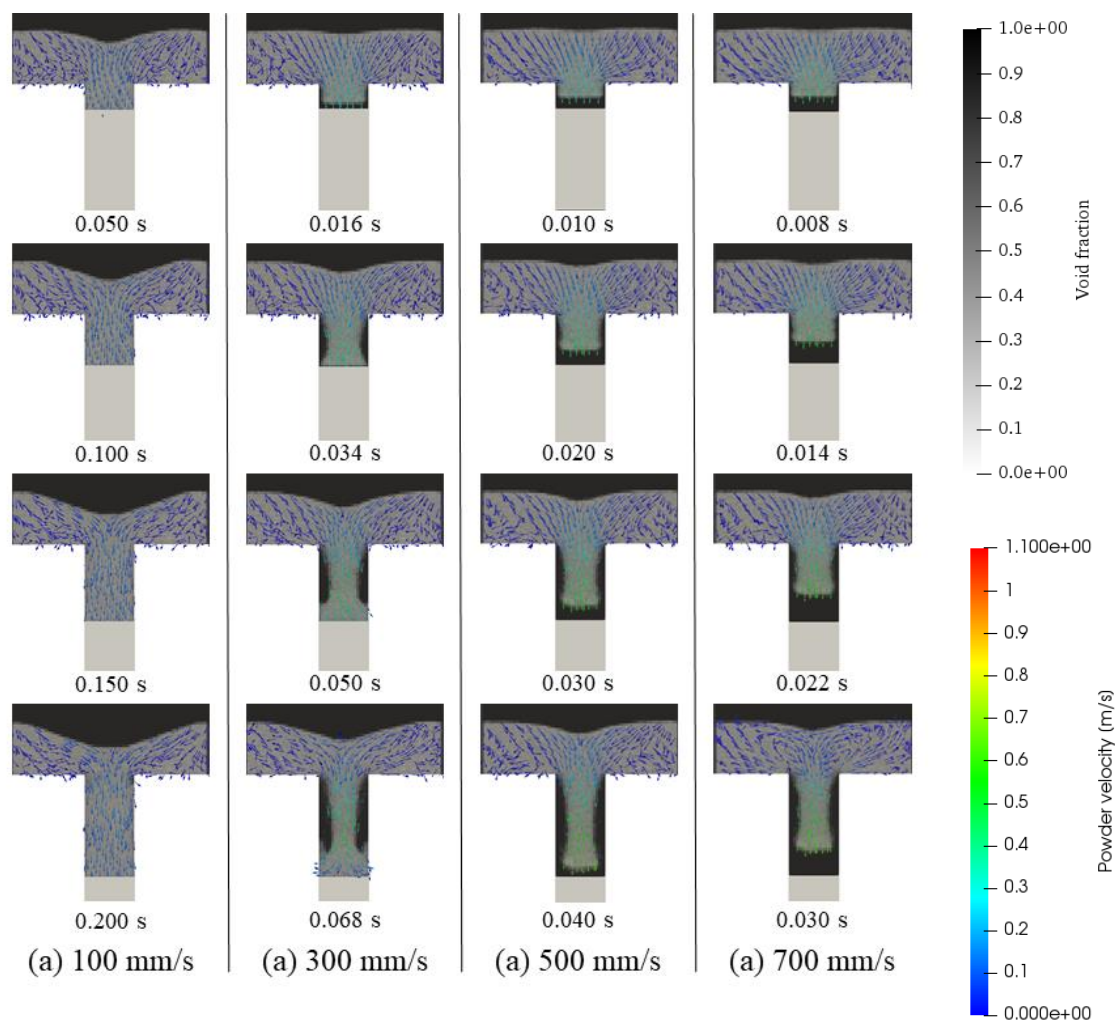 0.050 s
0.016 s
0.010 s
0.008 s
0.100 s
0.034 s
0.020 s
0.014 s
0.150 s
0.050 s
0.030 s
0.022 s
0.200 s
0.068 s
0.040 s
0.030 s
(a) 100 mm/s
(a) 300 mm/s
(a) 500 mm/s
(a) 700 mm/s
1.0e+00
0.9
0.8
0.7
0.6
0.5
0.4
0.3
0.2
0.1
0.0e+00
Void fraction
1.100e+00
1
0.9
0.8
0.7
0.6
0.5
0.4
0.3
0.2
0.1
0.000e+00
Powder velocity (m/s)